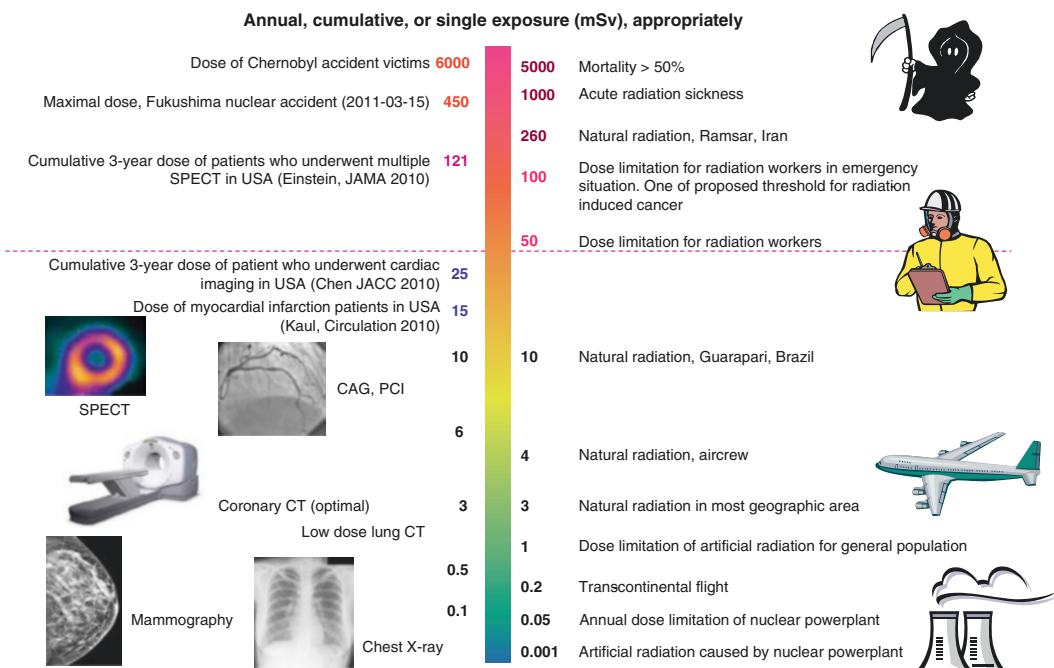 Annual, cumulative, or single exposure (mSv), appropriately
Dose of Chernobyl accident victims 6000
Maximal dose, Fukushima nuclear accident (2011-03-15) 450
Cumulative 3-year dose of patients who underwent multiple 121
SPECT in USA (Einstein, JAMA 2010)
Cumulative 3-year dose of patient who underwent cardiac
imaging in USA (Chen JACC 2010) 25
Dose of myocardial infarction patients in USA 15
(Kaul, Circulation 2010)
10
CAG, PCI
SPECT
6
Coronary CT (optimal) 3
Low dose lung CT
0.5
0.1
Mammography
Chest X-ray
5000 Mortality > 50%
1000 Acute radiation sickness
260 Natural radiation, Ramsar, Iran
Dose limitation for radiation workers in emergency
100 situation. One of proposed threshold for radiation
induced cancer
50 Dose limitation for radiation workers
10 Natural radiation, Guarapari, Brazil
4 Natural radiation, aircrew
3 Natural radiation in most geographic area
1 Dose limitation of artificial radiation for general population
0.2 Transcontinental flight
0.05 Annual dose limitation of nuclear powerplant
0.001 Artificial radiation caused by nuclear powerplant